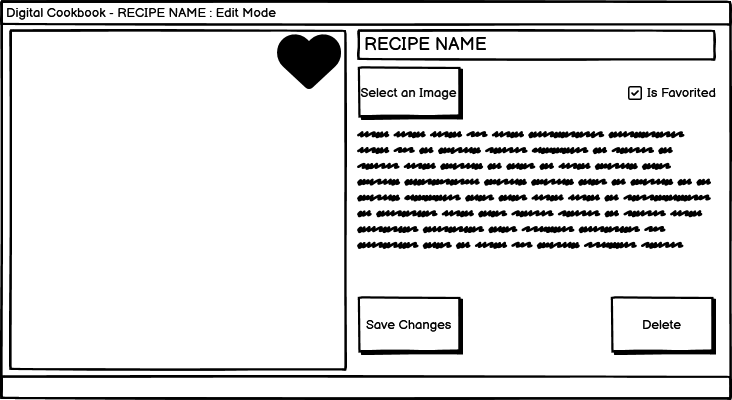 Digital Cookbook - RECIPE NAME : Edit Mode
RECIPE NAME
Select an Image
Is Favorited
Save Changes
Delete